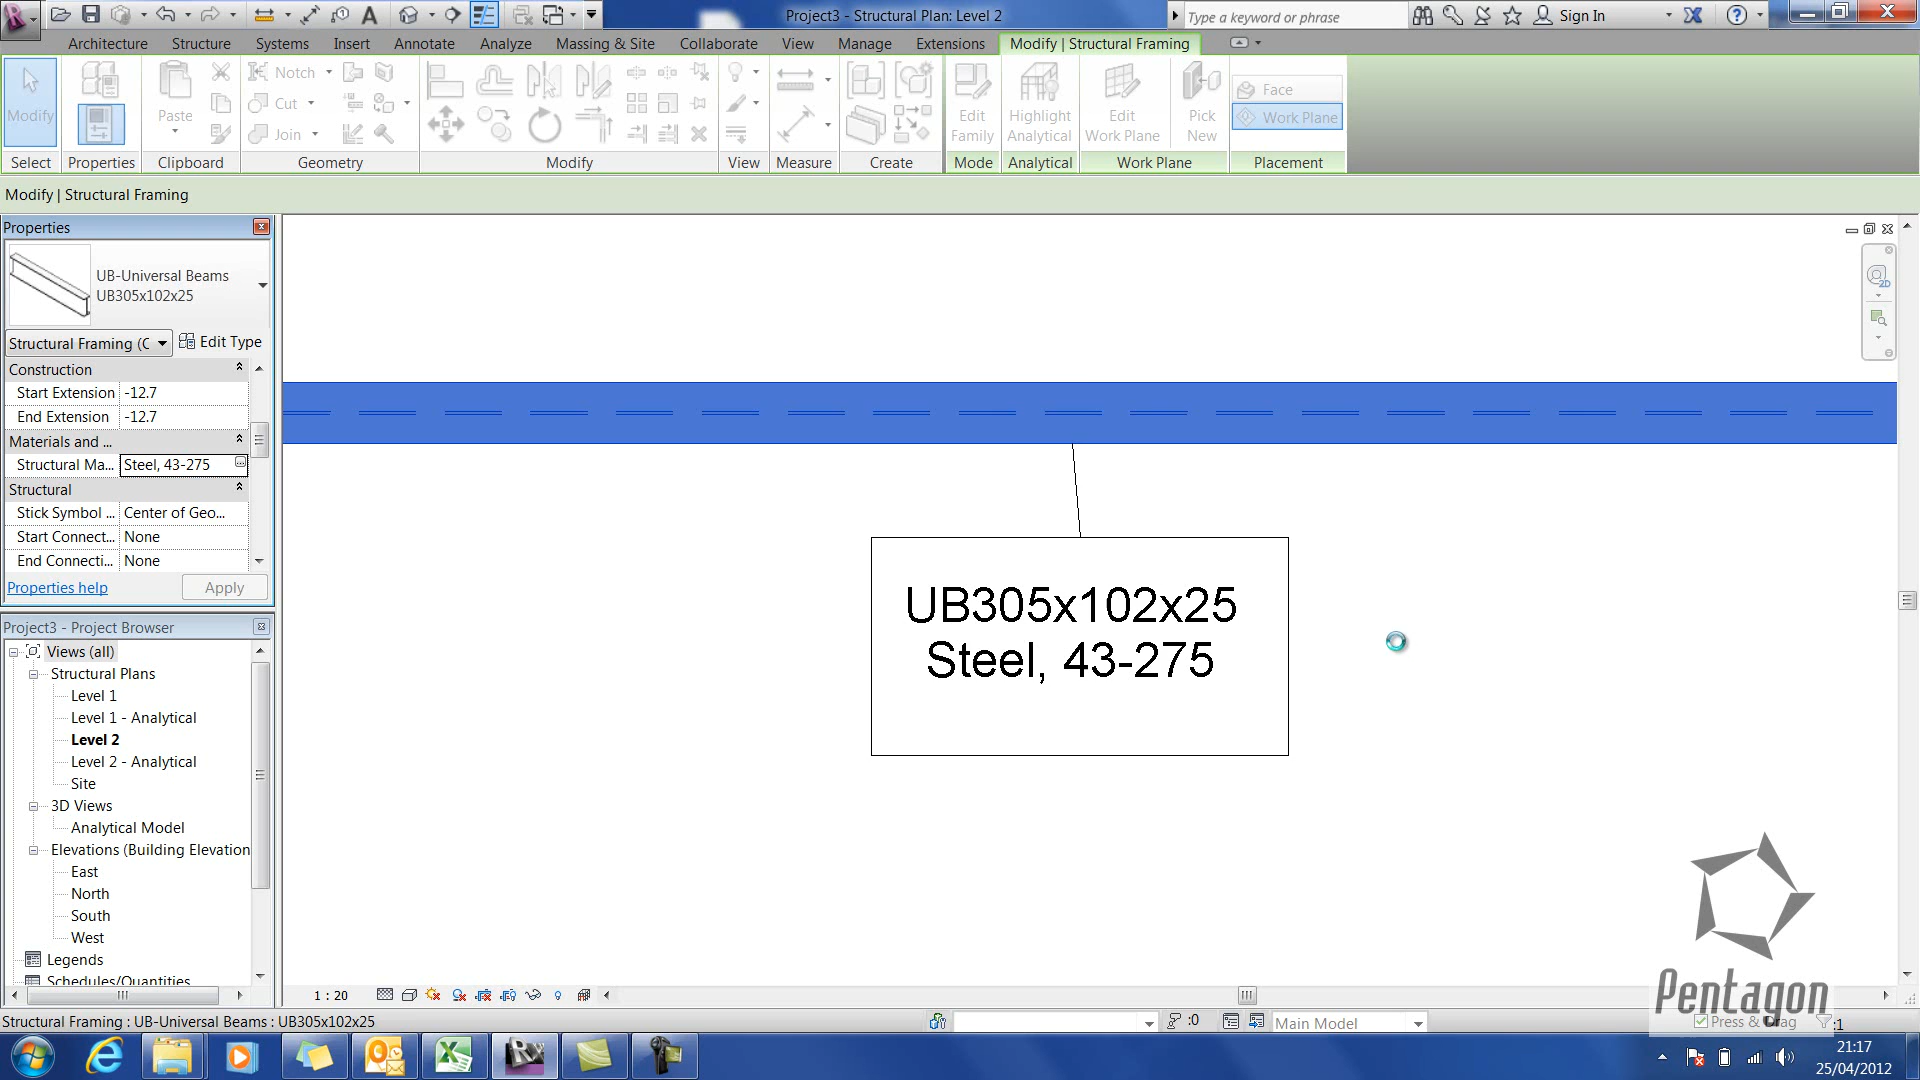 Project3 - Structural Plan: Level 2
Type a keyword or phrase
Sign In
Architecture
Structure
Systems
Insert
Annotate
Analyze
Massing & Site
Collaborate
View
Manage
Extensions
Modify | Structural Framing
Modify
Notch
Cut
Join
Paste
Edit
Family
Highlight
Analytical
Edit
Work Plane
Pick
New
Face
Work Plane
Select
Properties
Clipboard
Geometry
Modify
View
Measure
Create
Mode
Analytical
Work Plane
Placement
Modify | Structural Framing
Properties
UB-Universal Beams
UB305x102x25
Structural Framing (C
Edit Type
Construction
Start Extension -12.7
End Extension -12.7
Materials and ...
Structural Ma... Steel, 43-275
Structural
Stick Symbol ... Center of Geo...
Start Connect... None
End Connecti... None
Properties help
Apply
Project3 - Project Browser
Views (all)
Structural Plans
Level 1
Level 1 - Analytical
Level 2
Level 2 - Analytical
Site
3D Views
Analytical Model
Elevations (Building Elevation
East
North
South
West
Legends
Schedules/Quantities
UB305x102x25
Steel, 43-275
2D
Pentagon
1 : 20
Structural Framing : UB-Universal Beams : UB305x102x25
:0
Main Model
Press & Drag
:1
21:17
25/04/2012